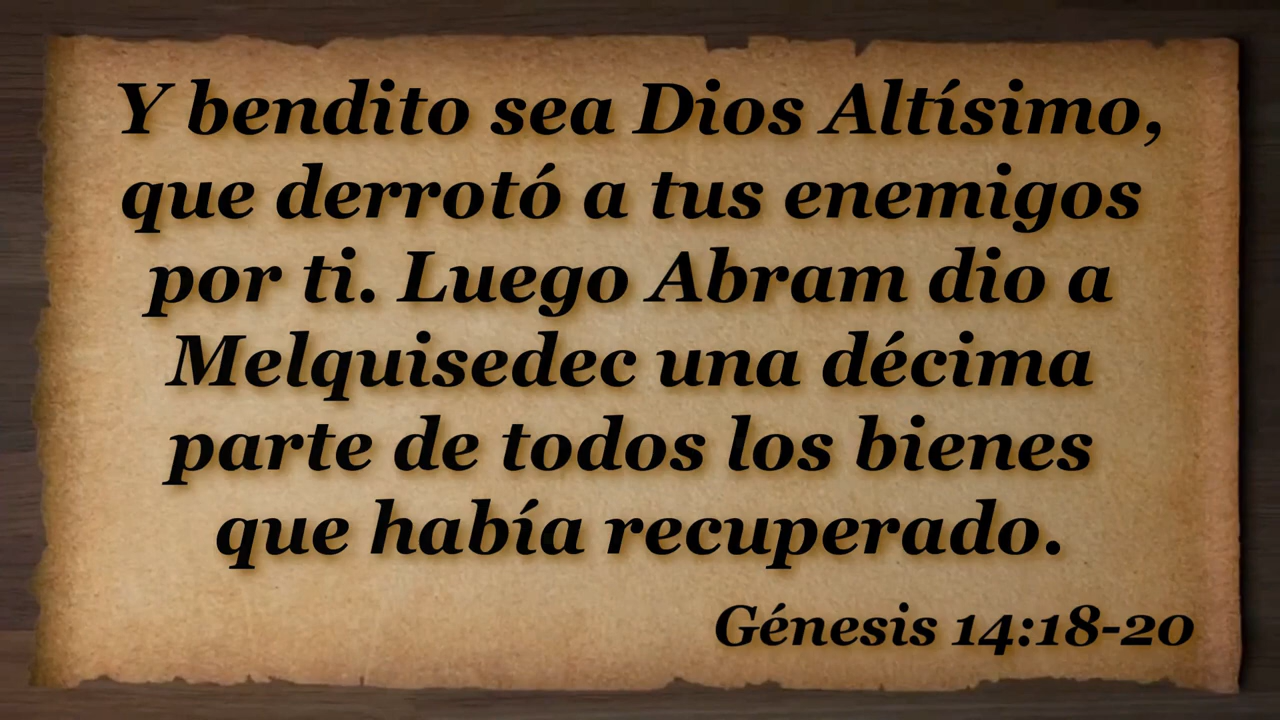 Y bendito sea Dios Altísimo,
que derrotó a tus enemigos
por ti. Luego Abram dio a
Melquisedec una décima
parte de todos los bienes
que había recuperado.
Génesis 14:18-20